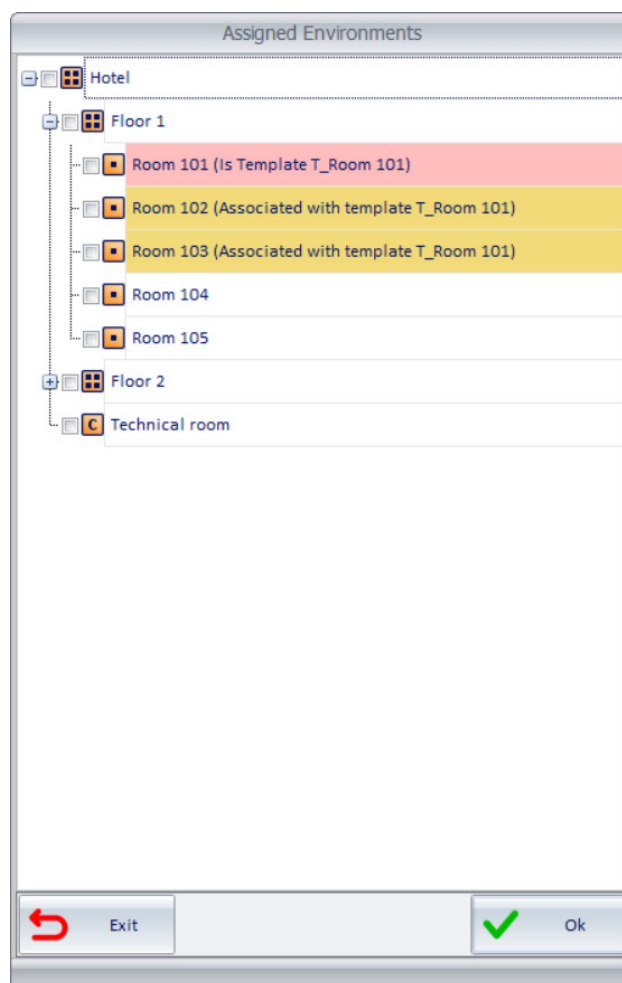 Assigned Environments
Hotel
Floor 1
Room 101 (Is Template T_Room 101)
Room 102 (Associated with template T_Room 101)
Room 103 (Associated with template T_Room 101)
Room 104
Room 105
Floor 2
C Technical room
Exit
Ok